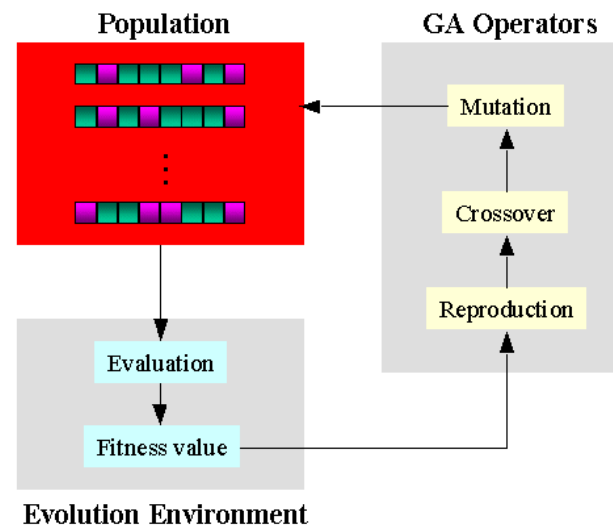 Population
GA Operators
Mutation
Crossover
Reproduction
Evaluation
Fitness value
Evolution Environment